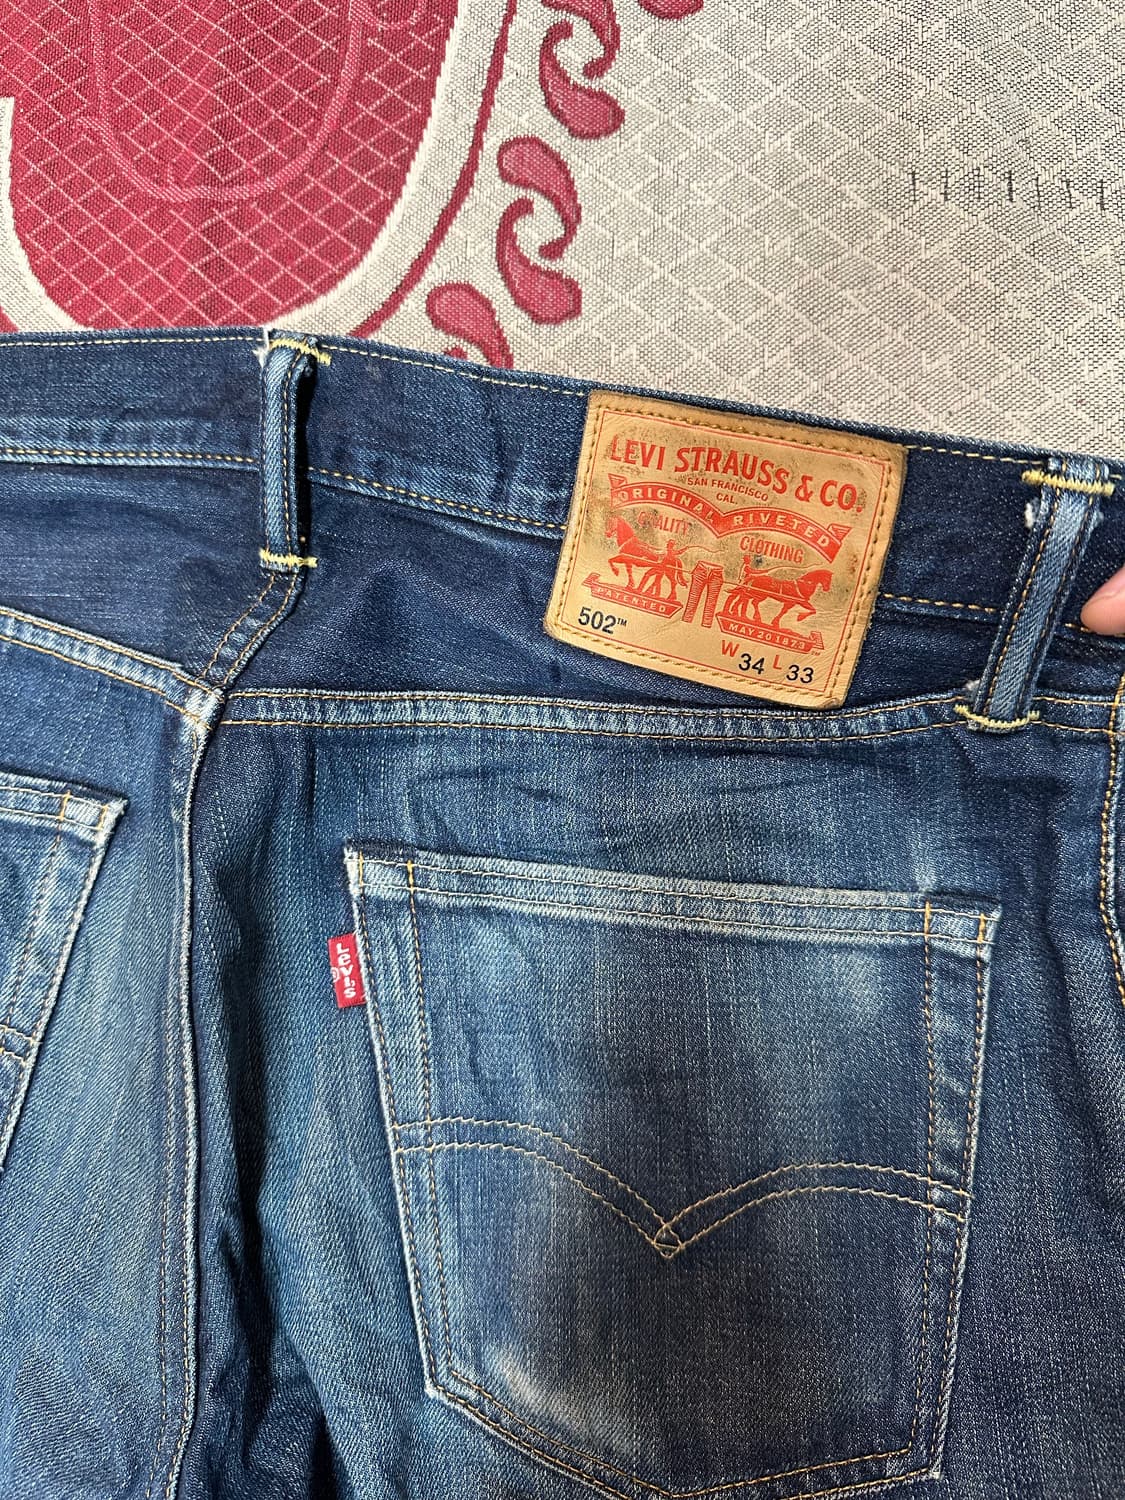 LEVI STRAUSS & CO.
SAN FRANCISCO
CAL.
ORIGINAL RIVETED
QUALITY CLOTHING
PATENTED MAY 20 1873
502™
W 34 L 33
Levi's